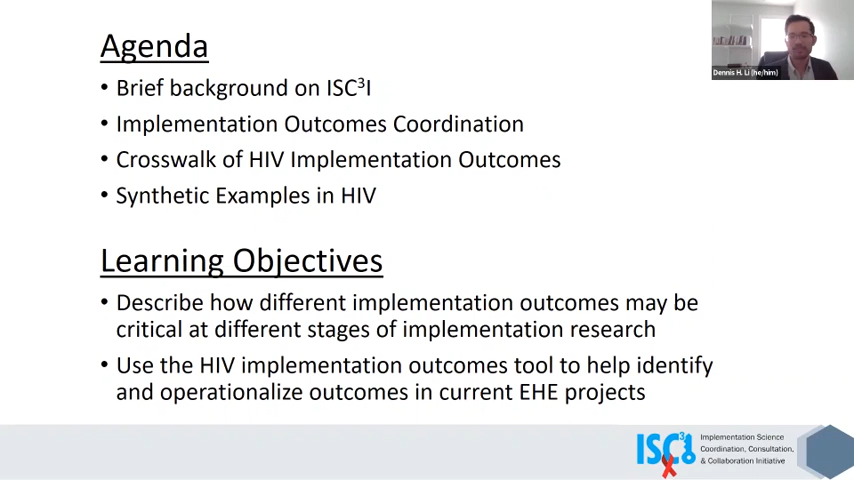 Agenda
• Brief background on ISC³I
• Implementation Outcomes Coordination
• Crosswalk of HIV Implementation Outcomes
• Synthetic Examples in HIV
Dennis H. Li (he/him)
Learning Objectives
• Describe how different implementation outcomes may be
critical at different stages of implementation research
• Use the HIV implementation outcomes tool to help identify
and operationalize outcomes in current EHE projects
ISC³I
Implementation Science
Coordination, Consultation,
& Collaboration Initiative